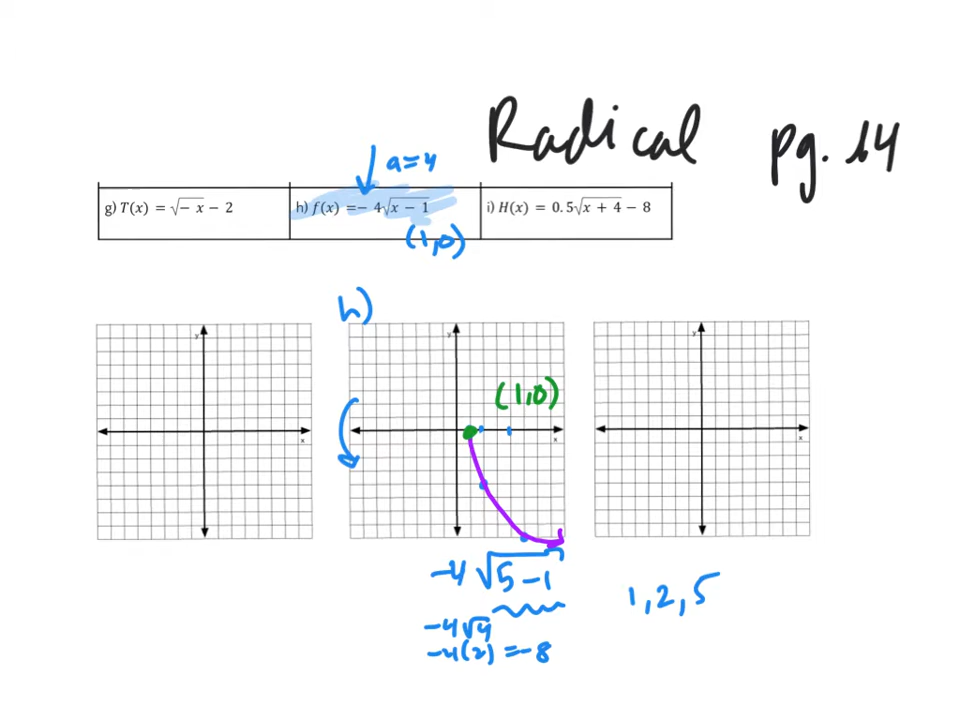 Radical pg. 14
a=4
g) T(x) = √− x − 2
h) f(x) =− 4√x − 1
i) H(x) = 0.5√x + 4 − 8
(1,0)
h)
y
y
y
(1,0)
x
x
x
-4 √5-1
1, 2, 5
-4√4
-4(2) = -8